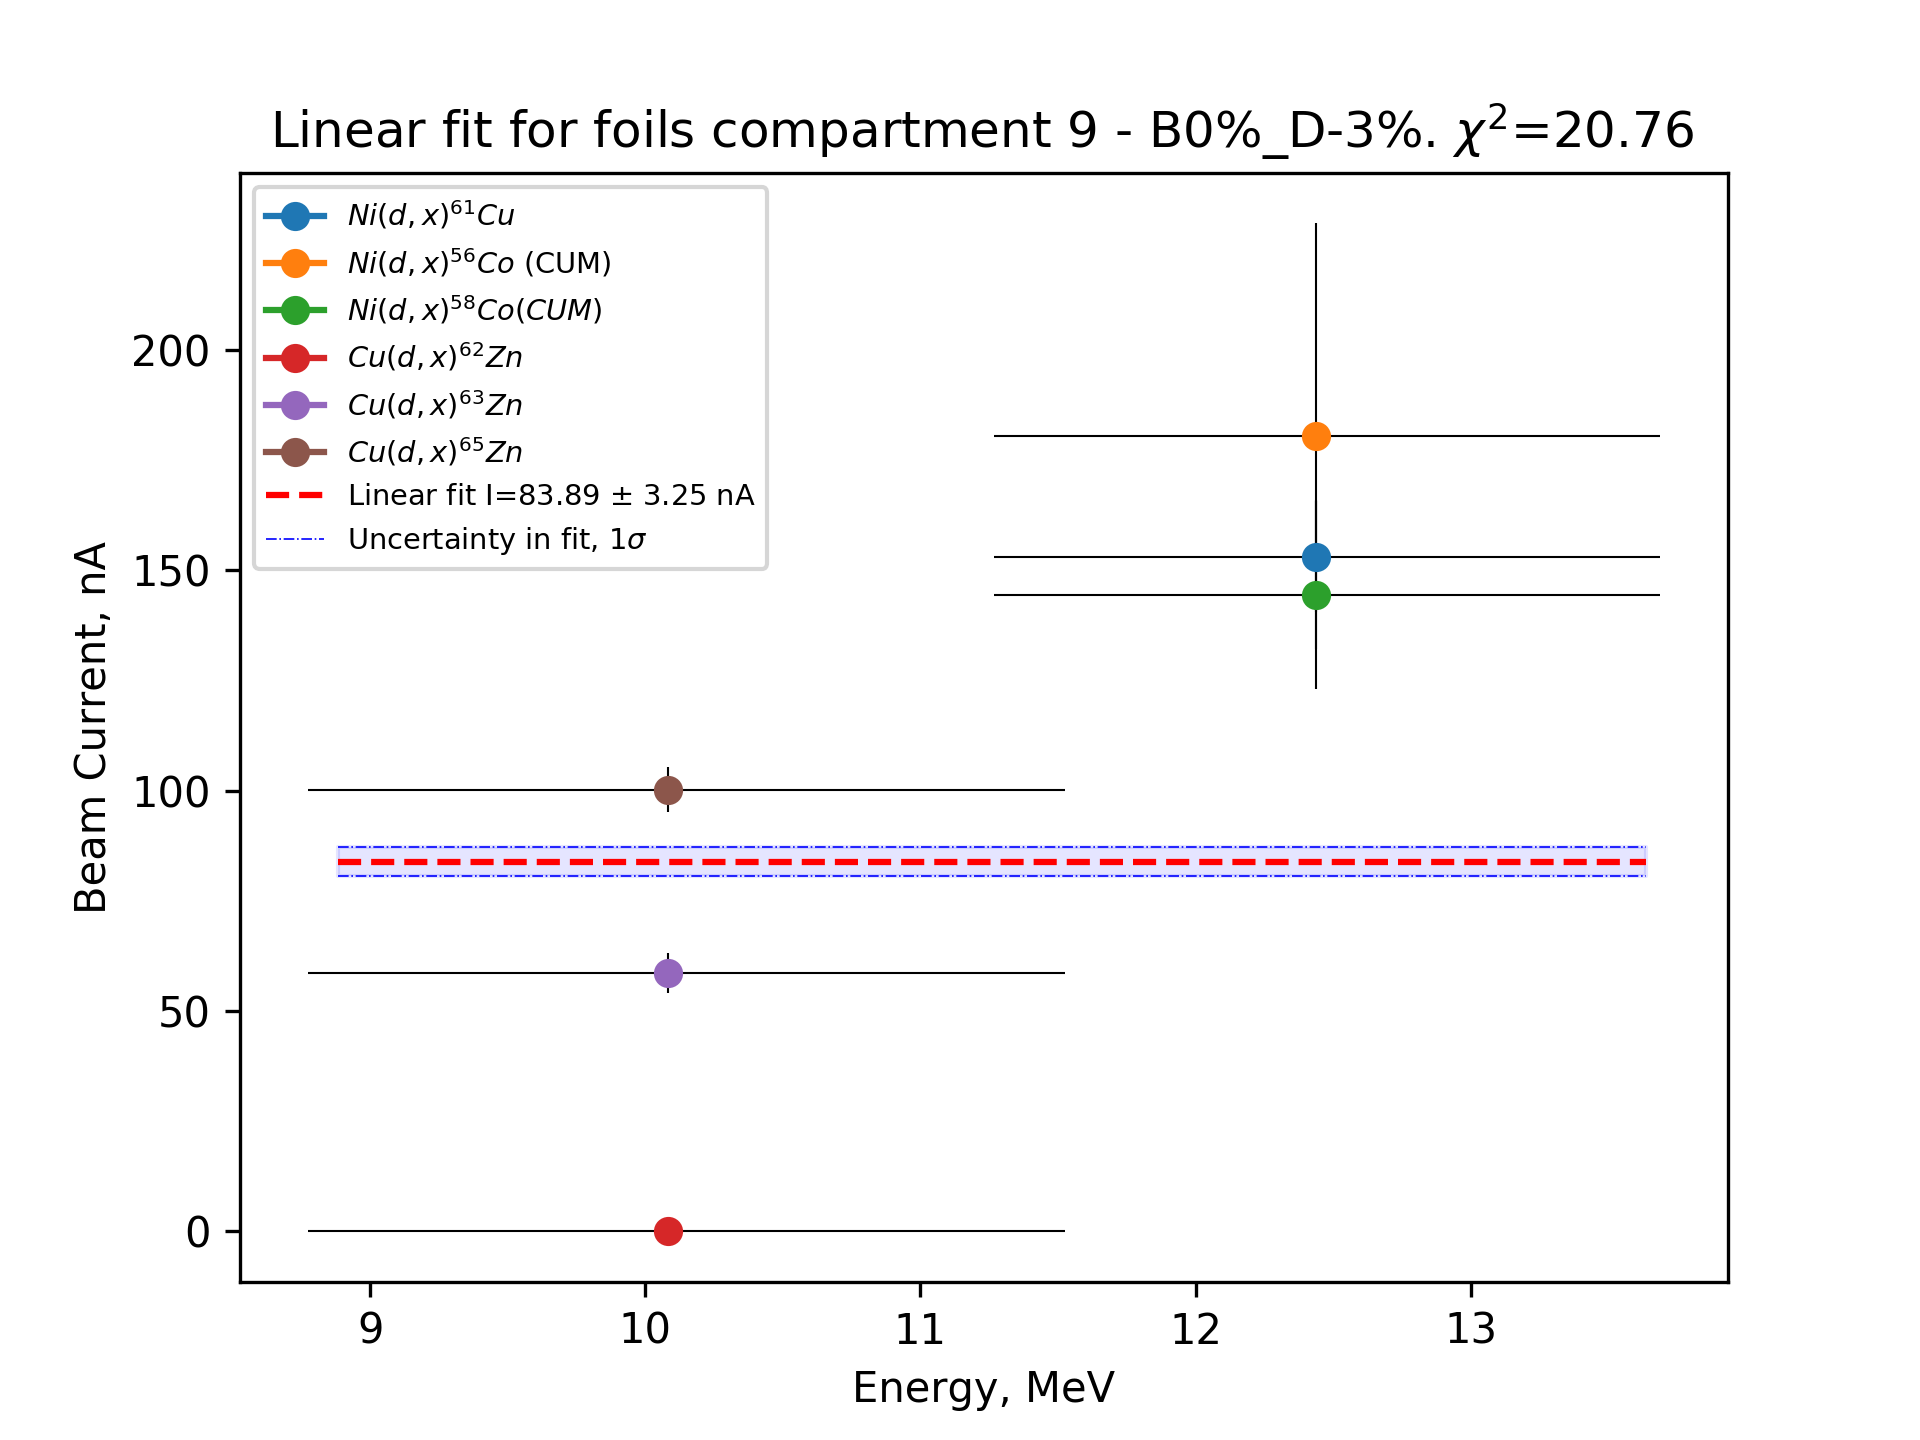 Linear fit for foils compartment 9 - B0%_D-3%. χ²=20.76
Ni(d, x)⁶¹Cu
Ni(d, x)⁵⁶Co (CUM)
Ni(d, x)⁵⁸Co(CUM)
Cu(d, x)⁶²Zn
Cu(d, x)⁶³Zn
Cu(d, x)⁶⁵Zn
Linear fit I=83.89 ± 3.25 nA
Uncertainty in fit, 1σ
Beam Current, nA
200
150
100
50
0
9 10 11 12 13
Energy, MeV